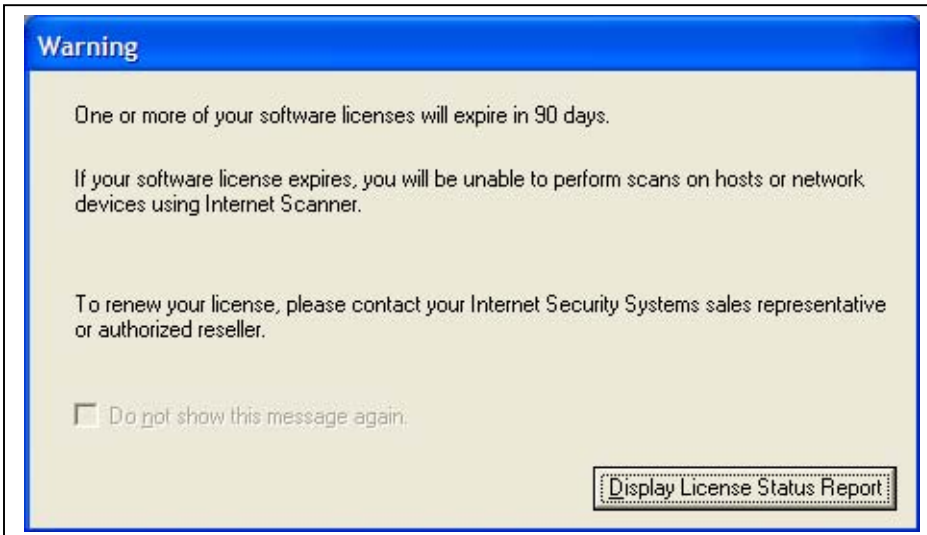 Warning
One or more of your software licenses will expire in 90 days.
If your software license expires, you will be unable to perform scans on hosts or network
devices using Internet Scanner.
To renew your license, please contact your Internet Security Systems sales representative
or authorized reseller.
Do not show this message again.
Display License Status Report